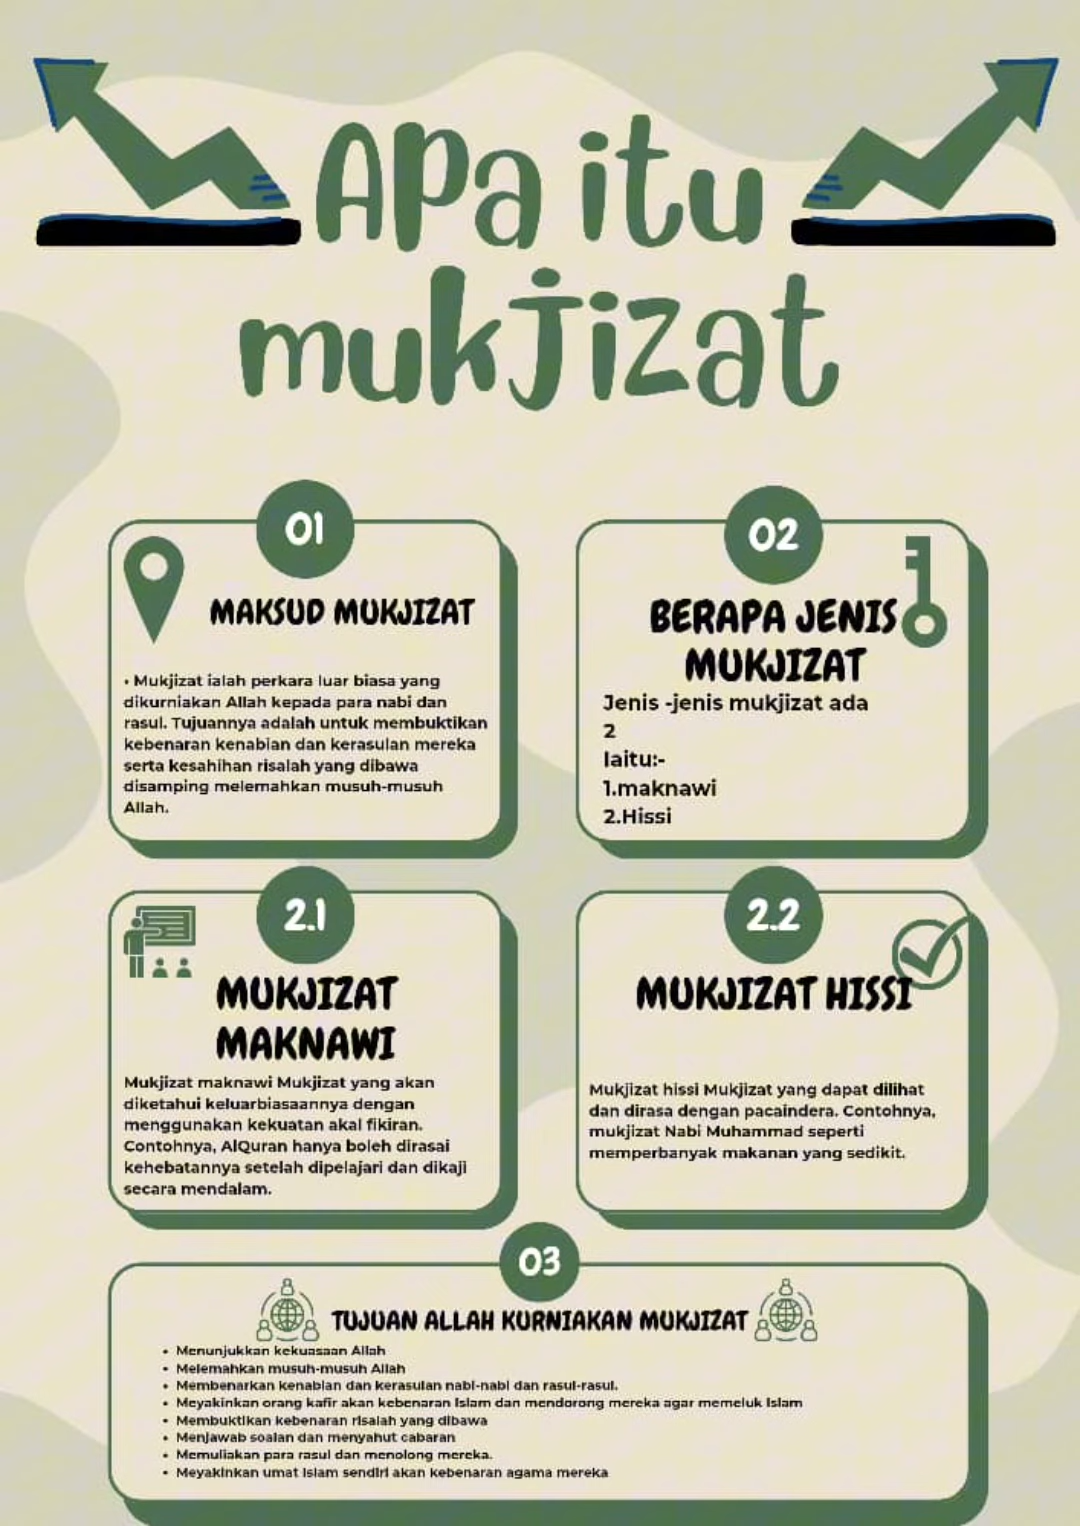 Apa itu
mukjizat
01
MAKSUD MUKJIZAT
• Mukjizat ialah perkara luar biasa yang
dikurniakan Allah kepada para nabi dan
rasul. Tujuannya adalah untuk membuktikan
kebenaran kenabian dan kerasulan mereka
serta kesahihan risalah yang dibawa
disamping melemahkan musuh-musuh
Allah.
02
BERAPA JENIS
MUKJIZAT
Jenis -jenis mukjizat ada
2
Iaitu:-
1.maknawi
2.Hissi
2.1
MUKJIZAT
MAKNAWI
Mukjizat maknawi Mukjizat yang akan
diketahui keluarbiasaannya dengan
menggunakan kekuatan akal fikiran.
Contohnya, AlQuran hanya boleh dirasai
kehebatannya setelah dipelajari dan dikaji
secara mendalam.
2.2
MUKJIZAT HISSI
Mukjizat hissi Mukjizat yang dapat dilihat
dan dirasa dengan pacaindera. Contohnya,
mukjizat Nabi Muhammad seperti
memperbanyak makanan yang sedikit.
03
TUJUAN ALLAH KURNIAKAN MUKJIZAT
• Menunjukkan kekuasaan Allah
• Melemahkan musuh-musuh Allah
• Membenarkan kenabian dan kerasulan nabi-nabi dan rasul-rasul.
• Meyakinkan orang kafir akan kebenaran Islam dan mendorong mereka agar memeluk Islam
• Membuktikan kebenaran risalah yang dibawa
• Menjawab soalan dan menyahut cabaran
• Memuliakan para rasul dan menolong mereka.
• Meyakinkan umat Islam sendiri akan kebenaran agama mereka